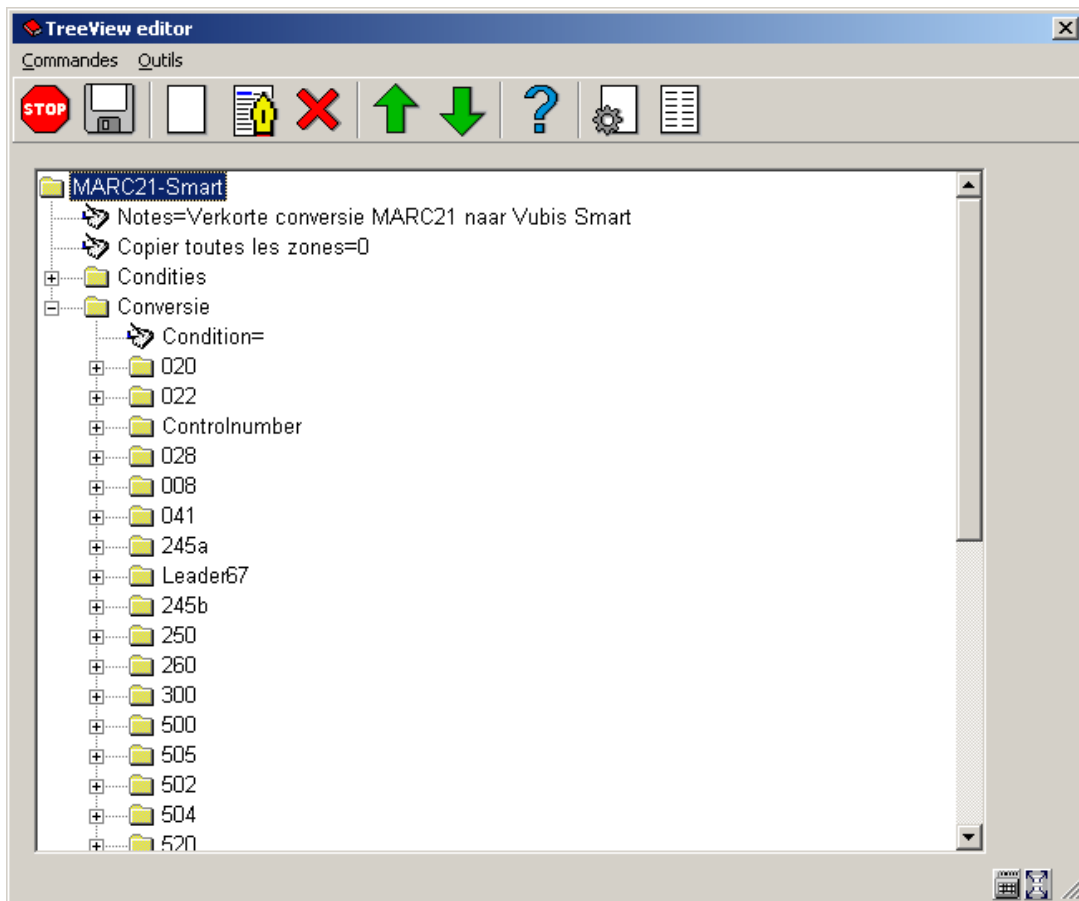 TreeView editor
Commandes Outils
STOP
MARC21-Smart
Notes=Verkorte conversie MARC21 naar Vubis Smart
Copier toutes les zones=0
Condities
Conversie
Condition=
020
022
Controlnumber
028
008
041
245a
Leader67
245b
250
260
300
500
505
502
504
520